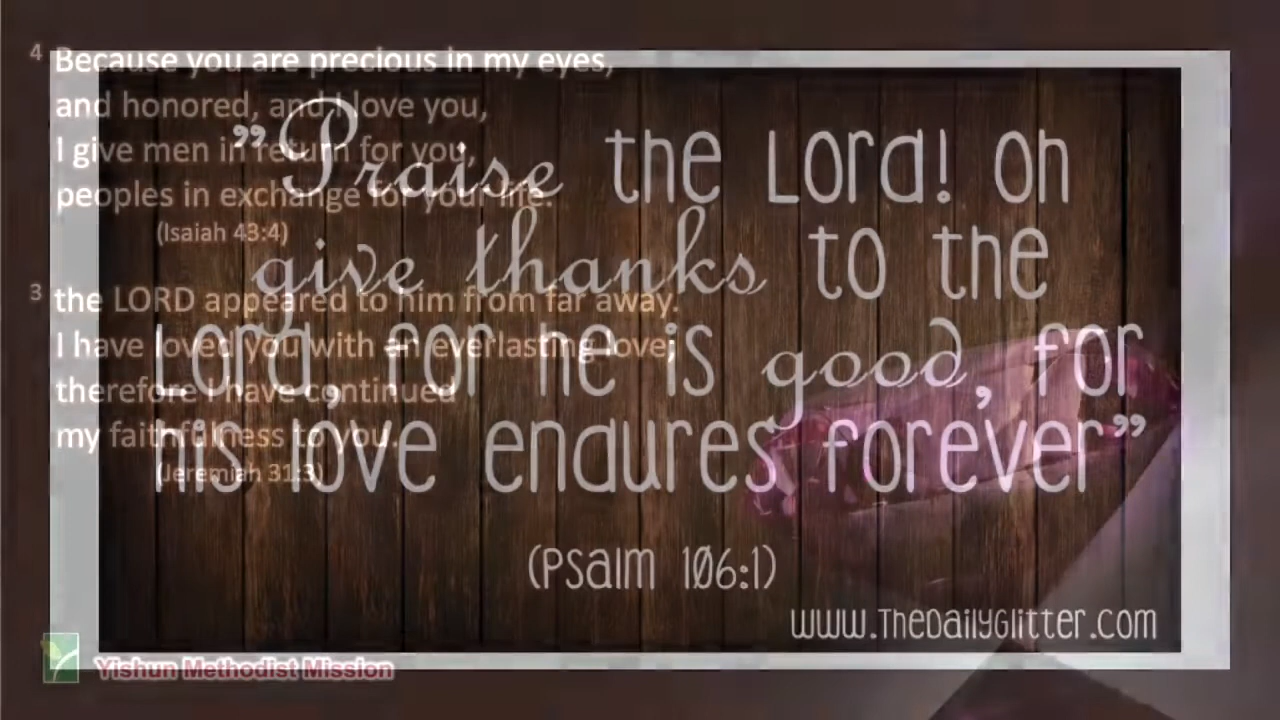 4 Because you are precious in my eyes,
and honored, and I love you,
I give men in return for you,
peoples in exchange for your life.
(Isaiah 43:4)
3 the LORD appeared to him from far away.
I have loved you with an everlasting love;
therefore I have continued
my faithfulness to you.
(Jeremiah 31:3)
"Praise the Lord! Oh
give thanks to the
Lord, for he is good, for
his love endures forever”
(Psalm 106:1)
www.TheDailyGlitter.com
Yishun Methodist Mission